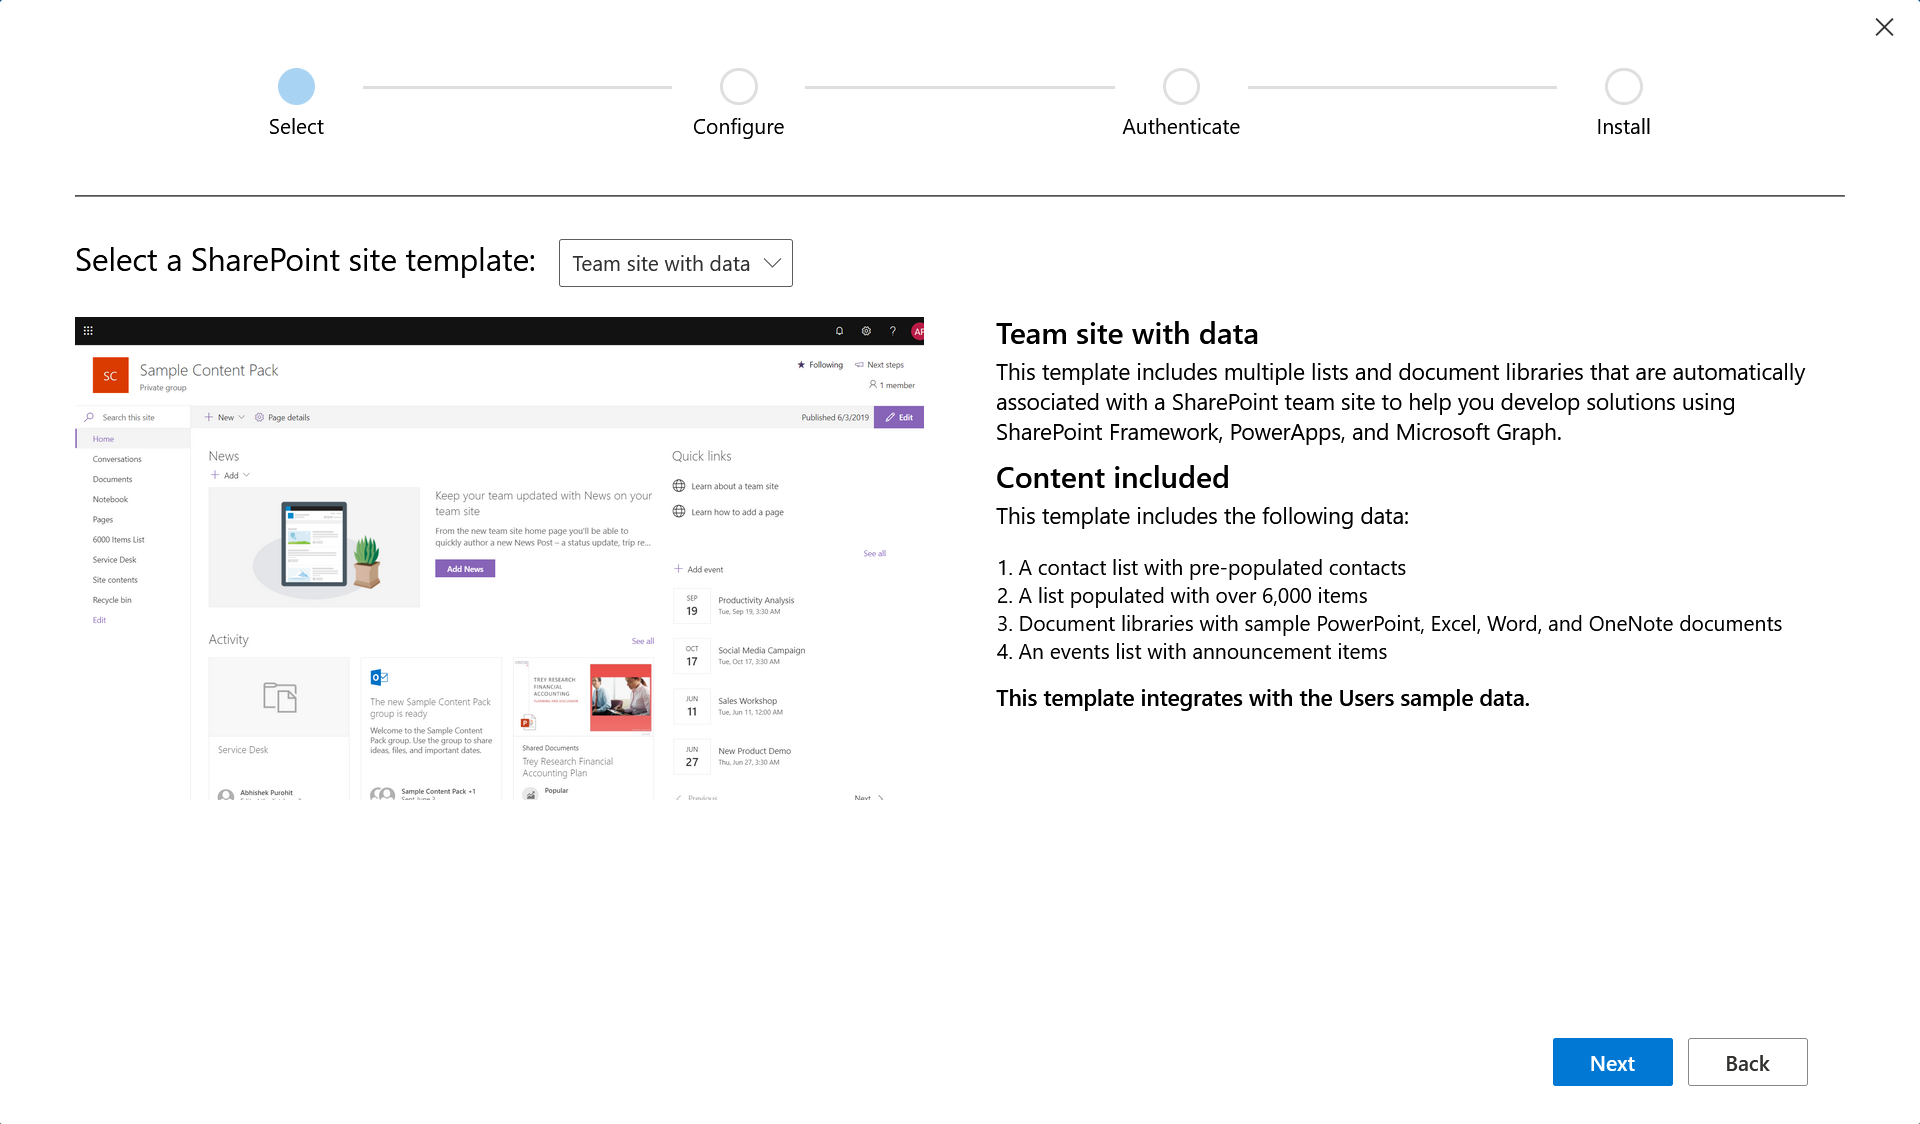 Select
Configure
Authenticate
Install
Select a SharePoint site template:
Team site with data
?
AF
SC
Sample Content Pack
Private group
Following
Next steps
1 member
Search this site
New
Page details
Published 6/3/2019
Edit
Home
Conversations
Documents
Notebook
Pages
6000 Items List
Service Desk
Site contents
Recycle bin
Edit
News
Add
Keep your team updated with News on your
team site
From the new team site home page you'll be able to
quickly author a new News Post – a status update, trip re...
Add News
Activity
See all
Service Desk
Abhishek Purohit
The new Sample Content Pack
group is ready
Welcome to the Sample Content
Pack group. Use the group to share
ideas, files, and important dates.
Sample Content Pack +1
Sent June 3
TREY RESEARCH
FINANCIAL
ACCOUNTING
PLANNING AND DISCUSSION
Shared Documents
Trey Research Financial
Accounting Plan
Popular
Quick links
Learn about a team site
Learn how to add a page
See all
Add event
SEP
19
Productivity Analysis
Tue, Sep 19, 3:30 AM
OCT
17
Social Media Campaign
Tue, Oct 17, 3:30 AM
JUN
11
Sales Workshop
Tue, Jun 11, 12:00 AM
JUN
27
New Product Demo
Thu, Jun 27, 3:30 AM
Previous
Next
Team site with data
This template includes multiple lists and document libraries that are automatically
associated with a SharePoint team site to help you develop solutions using
SharePoint Framework, PowerApps, and Microsoft Graph.
Content included
This template includes the following data:
1. A contact list with pre-populated contacts
2. A list populated with over 6,000 items
3. Document libraries with sample PowerPoint, Excel, Word, and OneNote documents
4. An events list with announcement items
This template integrates with the Users sample data.
Next
Back